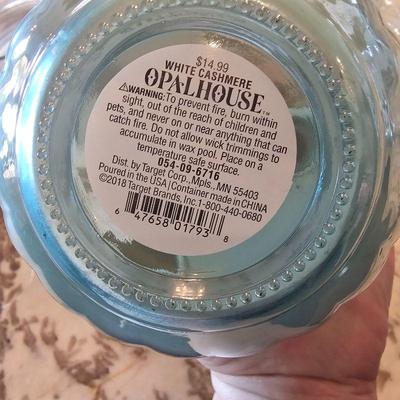 $14.99
WHITE CASHMERE
OPALHOUSE™
⚠WARNING: To prevent fire, burn within
sight, out of the reach of children and
pets, and never on or near anything that can
catch fire. Do not allow wick trimmings to
accumulate in wax pool. Place on a
temperature safe surface.
054-09-6716
Dist. by Target Corp., Mpls., MN 55403
Poured in the USA/Container made in CHINA
©2018 Target Brands, Inc. 1-800-440-0680
6 47658 01793 8